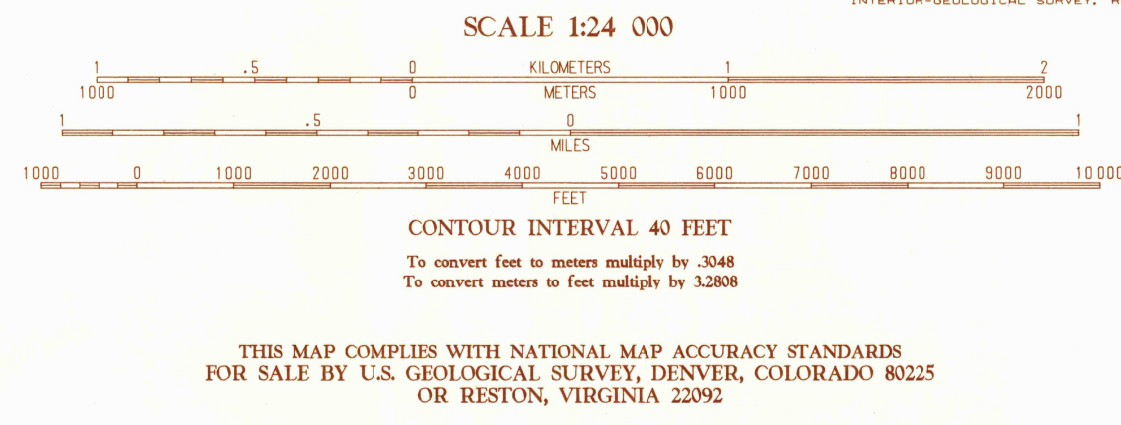 INTERIOR-GEOLOGICAL SURVEY,
SCALE 1:24 000
1 .5 0 KILOMETERS 1 2
1000 0 METERS 1000 2000
1 .5 0 1
MILES
1000 0 1000 2000 3000 4000 5000 6000 7000 8000 9000 10 000
FEET
CONTOUR INTERVAL 40 FEET
To convert feet to meters multiply by .3048
To convert meters to feet multiply by 3.2808
THIS MAP COMPLIES WITH NATIONAL MAP ACCURACY STANDARDS
FOR SALE BY U.S. GEOLOGICAL SURVEY, DENVER, COLORADO 80225
OR RESTON, VIRGINIA 22092